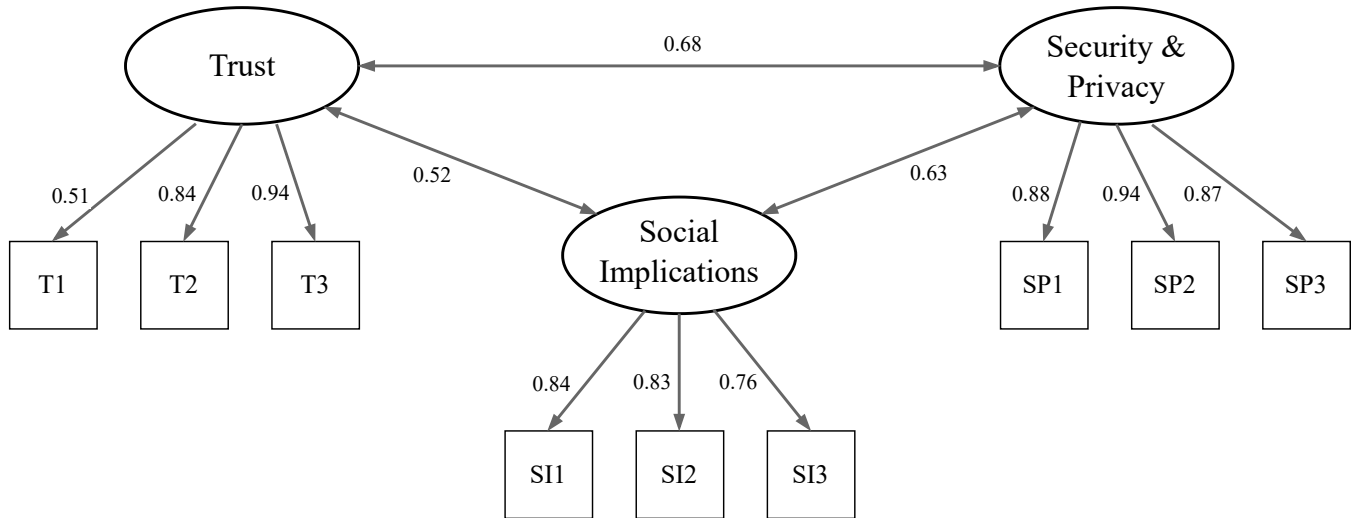 Trust
0.68
Security &
Privacy
0.51
0.84
0.94
0.52
0.63
0.88
0.94
0.87
T1
T2
T3
Social
Implications
SP1
SP2
SP3
0.84
0.83
0.76
SI1
SI2
SI3